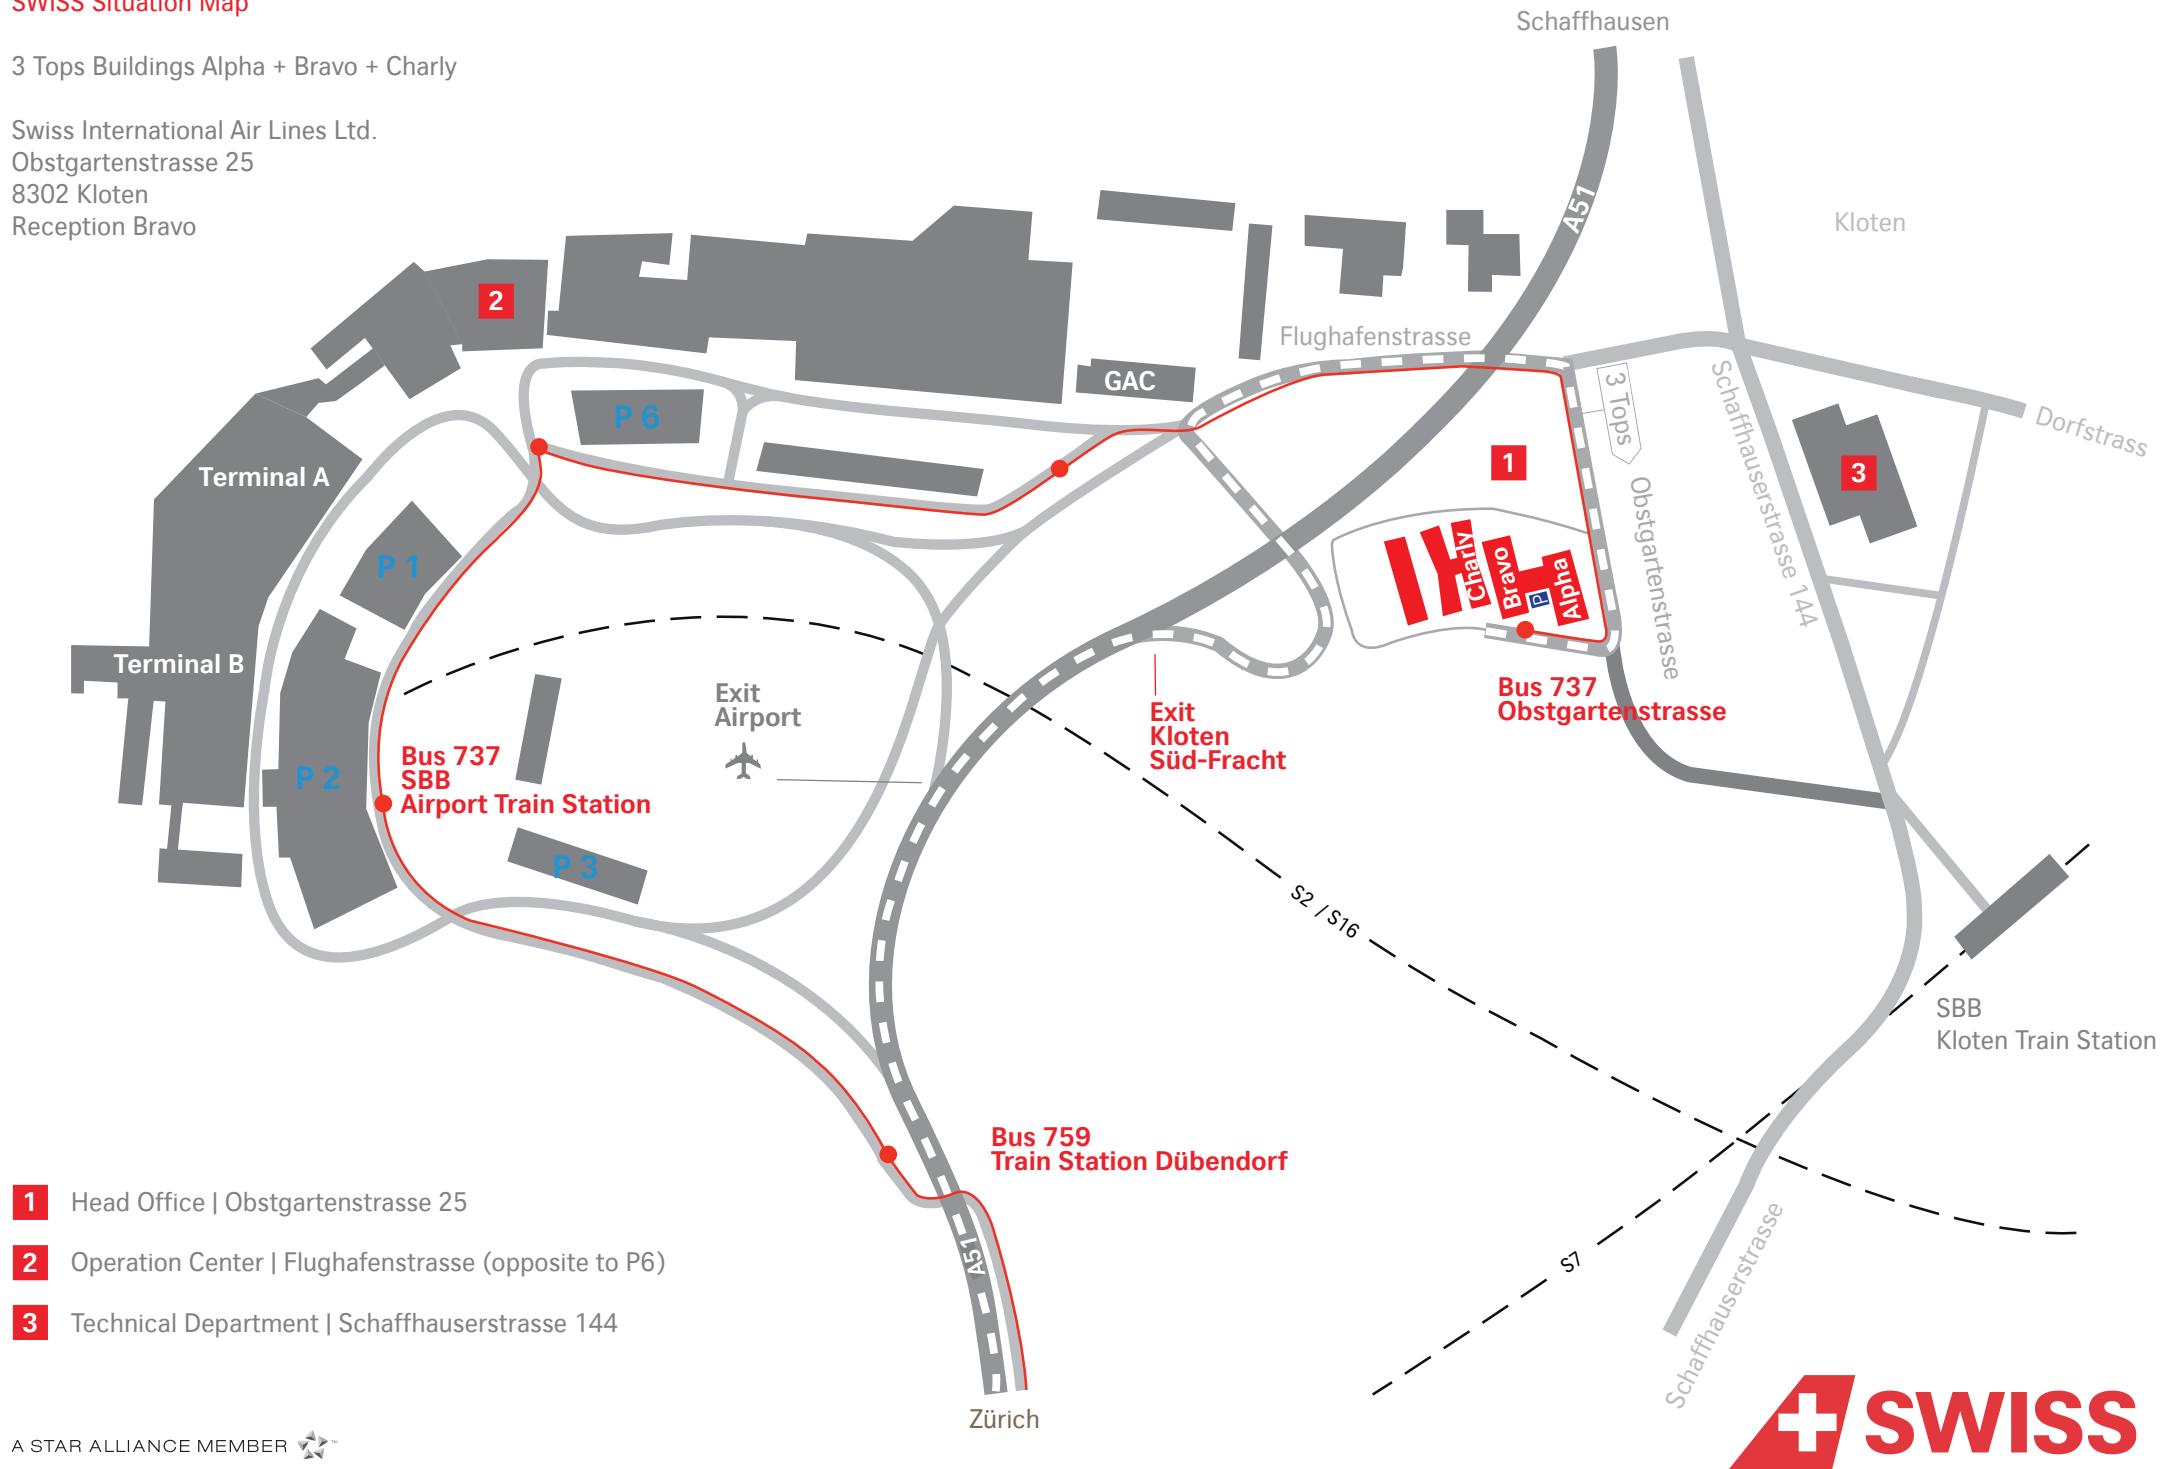 SWISS Situation Map
3 Tops Buildings Alpha + Bravo + Charly
Swiss International Air Lines Ltd.
Obstgartenstrasse 25
8302 Kloten
Reception Bravo
Schaffhausen
A51
Kloten
2
Flughafenstrasse
GAC
P 6
3 Tops
Schaffhauserstrasse 144
Dorfstrass
Terminal A
1
3
Obstgartenstrasse
P 1
Charly
Bravo
P
Alpha
Terminal B
Exit
Airport
Bus 737
Obstgartenstrasse
Exit
Kloten
Süd-Fracht
Bus 737
SBB
Airport Train Station
P 2
P 3
S2 / S16
SBB
Kloten Train Station
Bus 759
Train Station Dübendorf
1 Head Office | Obstgartenstrasse 25
2 Operation Center | Flughafenstrasse (opposite to P6)
3 Technical Department | Schaffhauserstrasse 144
A51
S7
Schaffhauserstrasse
Zürich
A STAR ALLIANCE MEMBER ™
SWISS